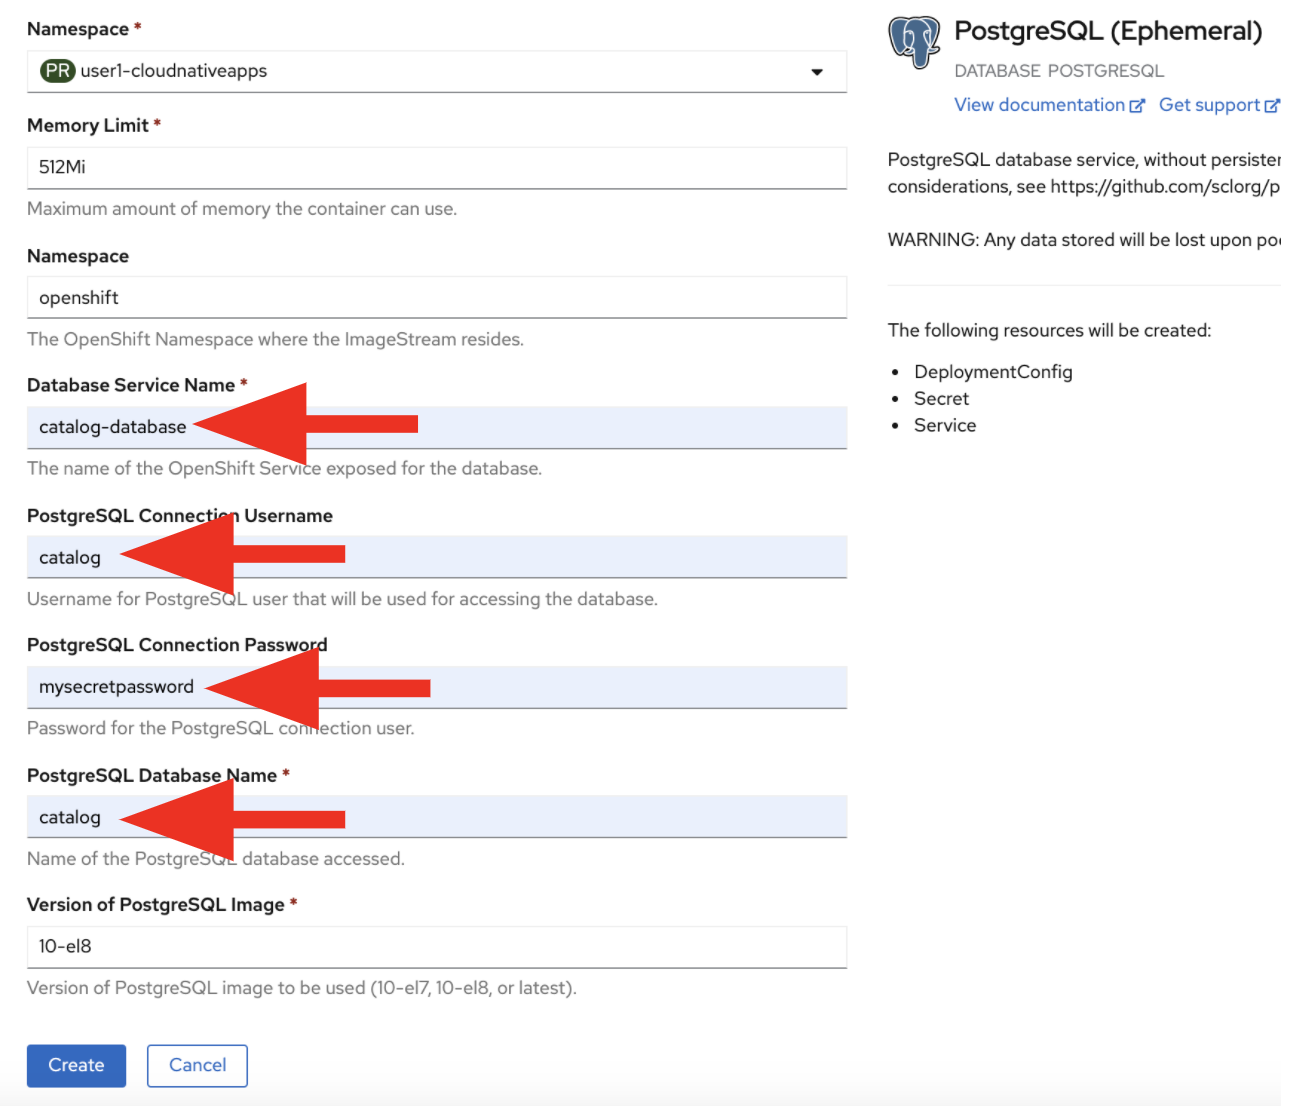 Namespace *
PR user1-cloudnativeapps
Memory Limit *
512Mi
Maximum amount of memory the container can use.
Namespace
openshift
The OpenShift Namespace where the ImageStream resides.
Database Service Name *
catalog-database
The name of the OpenShift Service exposed for the database.
PostgreSQL Connection Username
catalog
Username for PostgreSQL user that will be used for accessing the database.
PostgreSQL Connection Password
mysecretpassword
Password for the PostgreSQL connection user.
PostgreSQL Database Name *
catalog
Name of the PostgreSQL database accessed.
Version of PostgreSQL Image *
10-el8
Version of PostgreSQL image to be used (10-el7, 10-el8, or latest).
Create Cancel
PostgreSQL (Ephemeral)
DATABASE POSTGRESQL
View documentation Get support
PostgreSQL database service, without persister
considerations, see https://github.com/sclorg/p
WARNING: Any data stored will be lost upon po
The following resources will be created:
• DeploymentConfig
• Secret
• Service